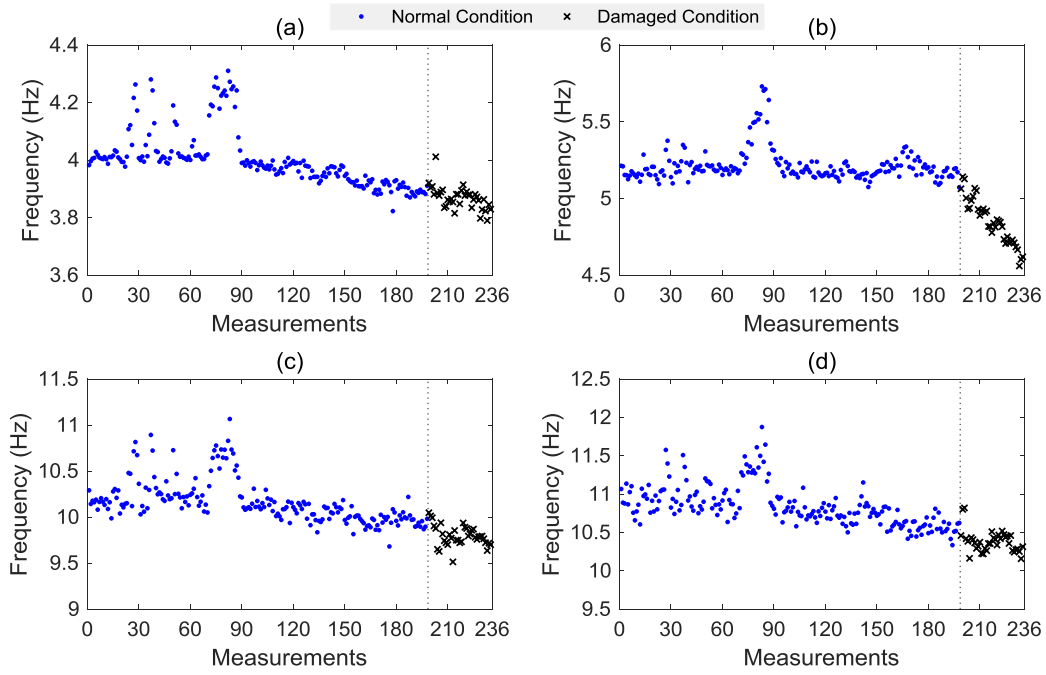 Normal Condition Damaged Condition
(a)
4.4
4.2
4
3.8
3.6
Frequency (Hz)
0 30 60 90 120 150 180 210 236
Measurements
(b)
6
5.5
5
4.5
Frequency (Hz)
0 30 60 90 120 150 180 210 236
Measurements
(c)
11.5
11
10.5
10
9.5
9
Frequency (Hz)
0 30 60 90 120 150 180 210 236
Measurements
(d)
12.5
12
11.5
11
10.5
10
9.5
Frequency (Hz)
0 30 60 90 120 150 180 210 236
Measurements